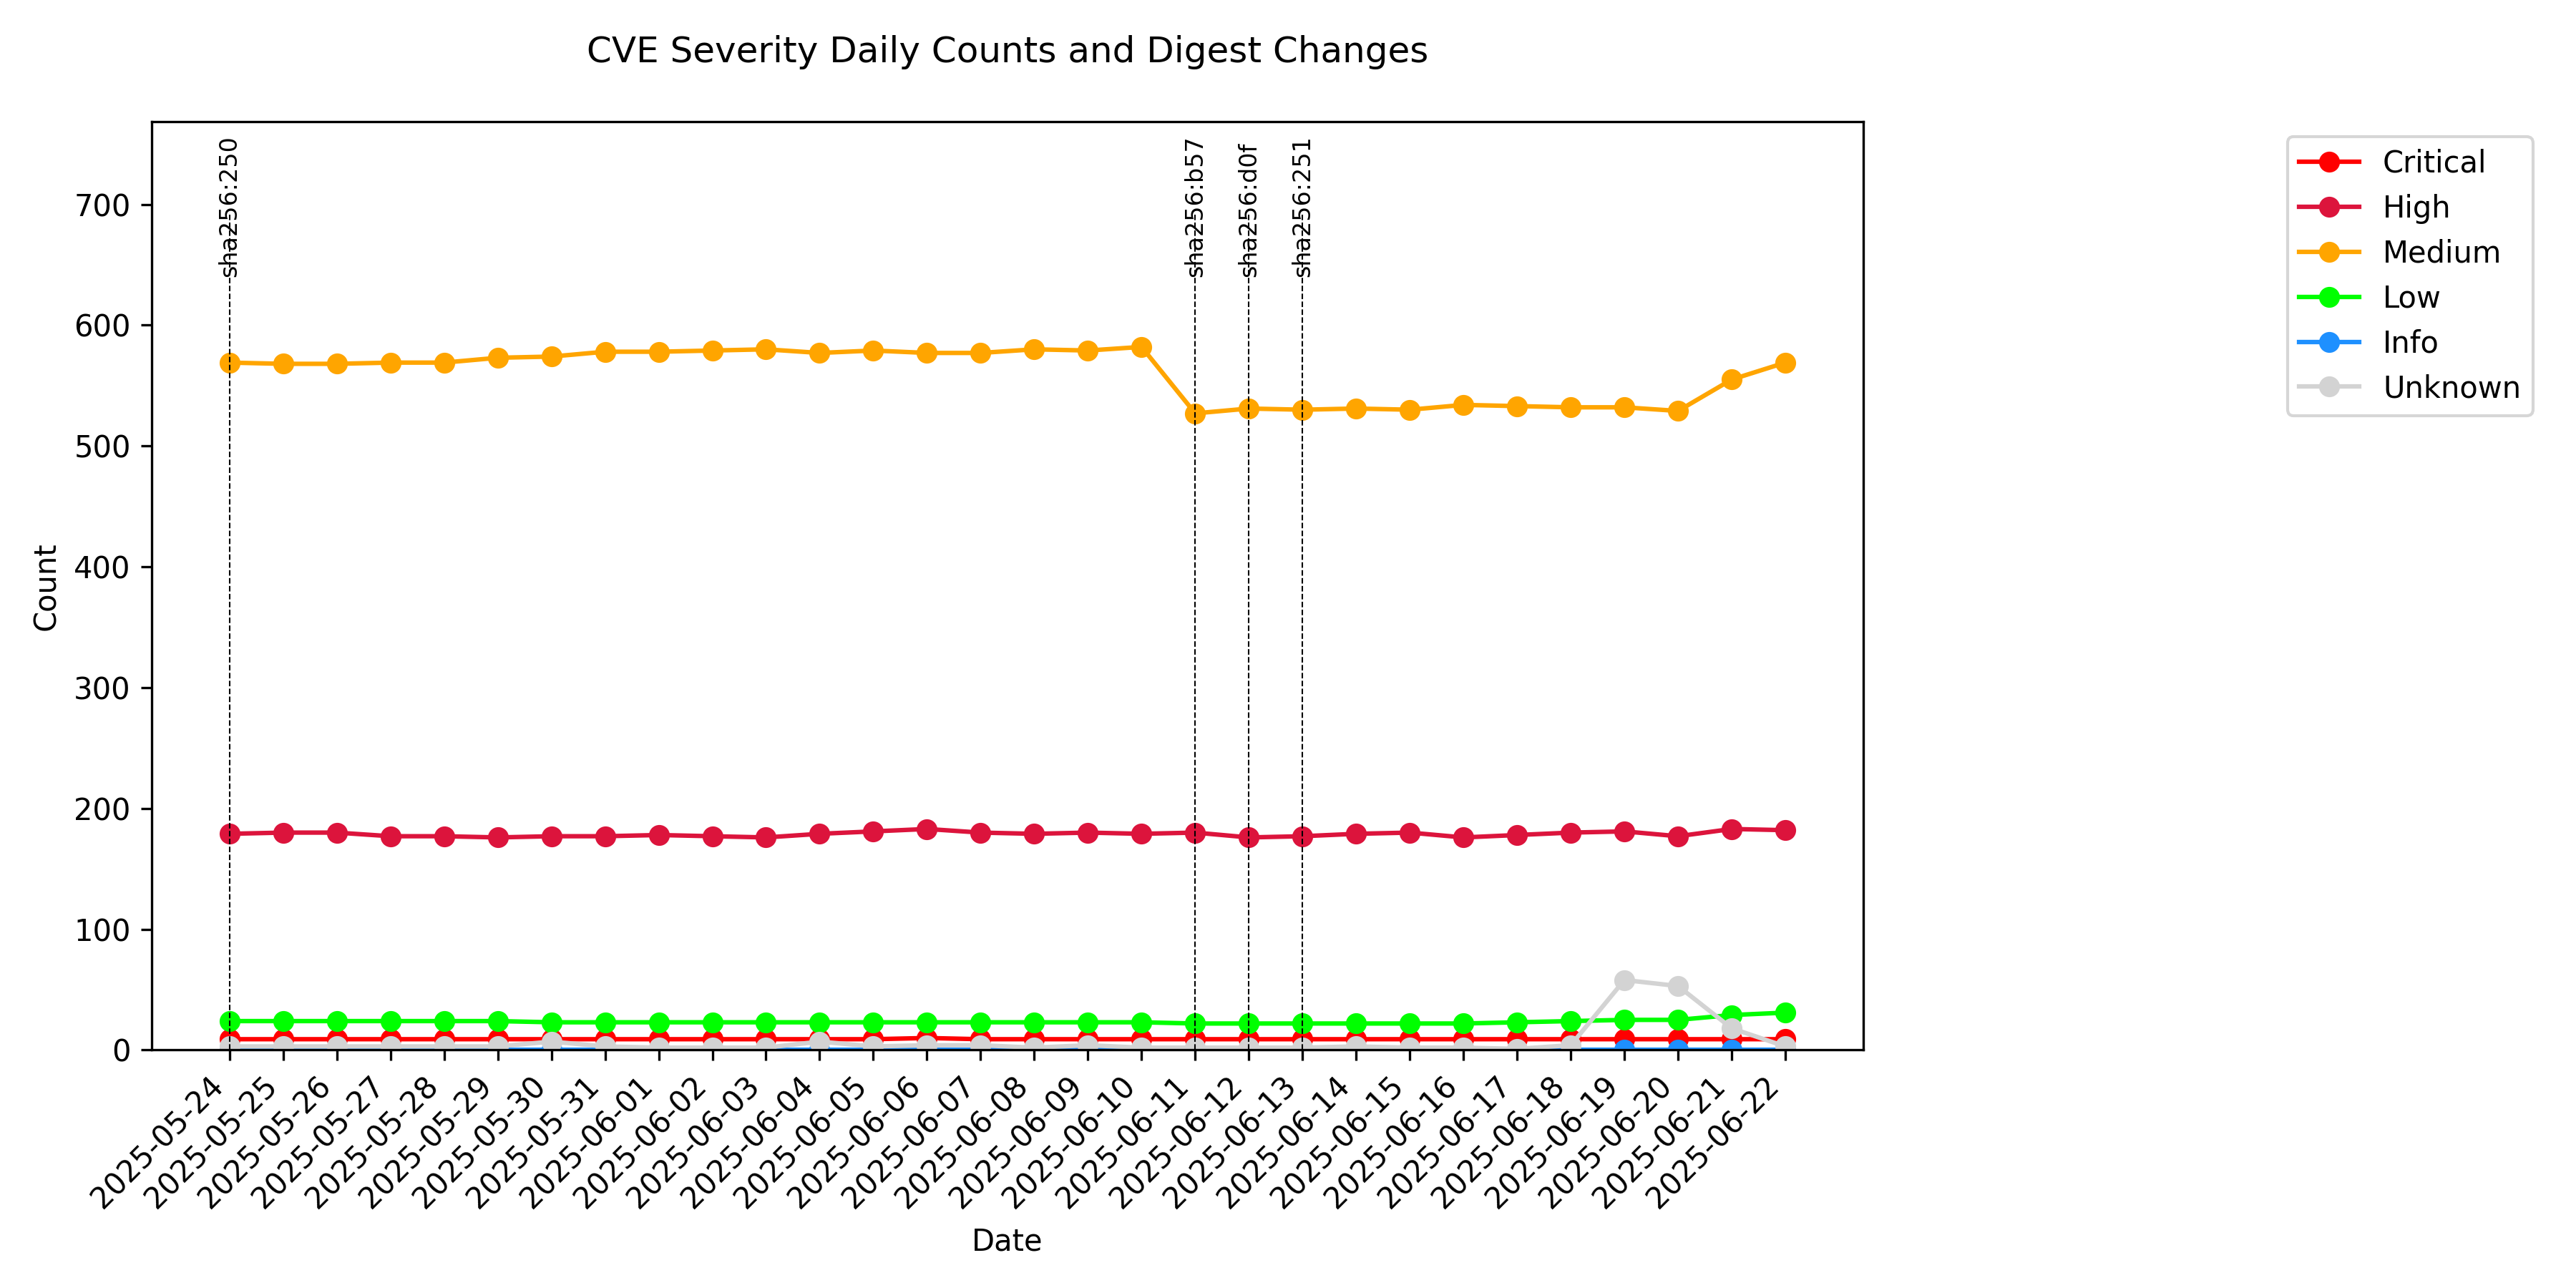 CVE Severity Daily Counts and Digest Changes
sha256:250
sha256:b57
sha256:d0f
sha256:251
Critical
High
Medium
Low
Info
Unknown
Count
700
600
500
400
300
200
100
0
2025-05-24
2025-05-25
2025-05-26
2025-05-27
2025-05-28
2025-05-29
2025-05-30
2025-05-31
2025-06-01
2025-06-02
2025-06-03
2025-06-04
2025-06-05
2025-06-06
2025-06-07
2025-06-08
2025-06-09
2025-06-10
2025-06-11
2025-06-12
2025-06-13
2025-06-14
2025-06-15
2025-06-16
2025-06-17
2025-06-18
2025-06-19
2025-06-20
2025-06-21
2025-06-22
Date